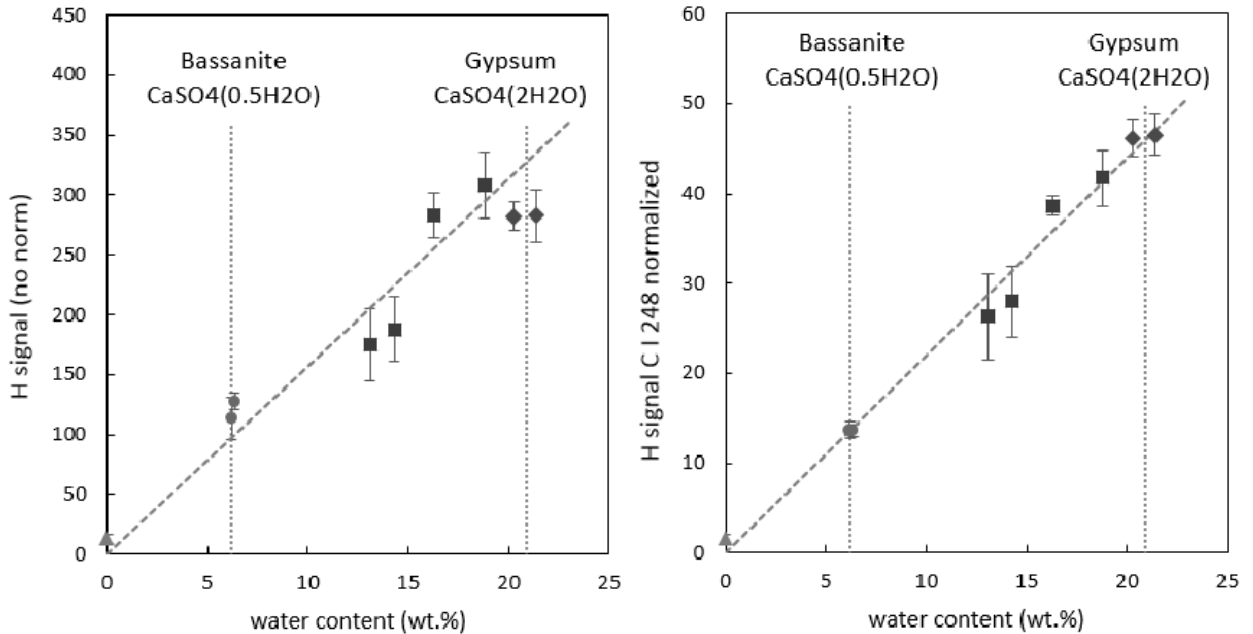 450
400
350
300
250
200
150
100
50
0
H signal (no norm)
Bassanite
CaSO4(0.5H2O)
Gypsum
CaSO4(2H2O)
0 5 10 15 20 25
water content (wt.%)
60
50
40
30
20
10
0
H signal C I 248 normalized
Bassanite
CaSO4(0.5H2O)
Gypsum
CaSO4(2H2O)
0 5 10 15 20 25
water content (wt.%)